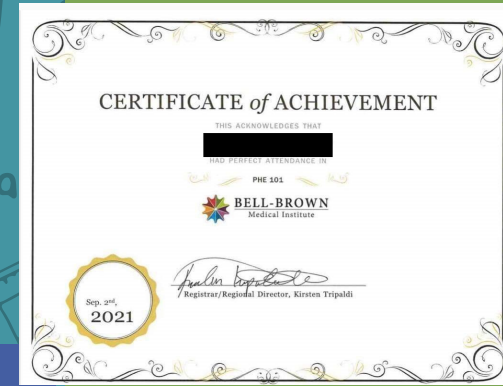 CERTIFICATE of ACHIEVEMENT
THIS ACKNOWLEDGES THAT
HAD PERFECT ATTENDANCE IN
PHE 101
BELL-BROWN
Medical Institute
Registrar/Regional Director, Kirsten Tripaldi
Sep. 2nd,
2021